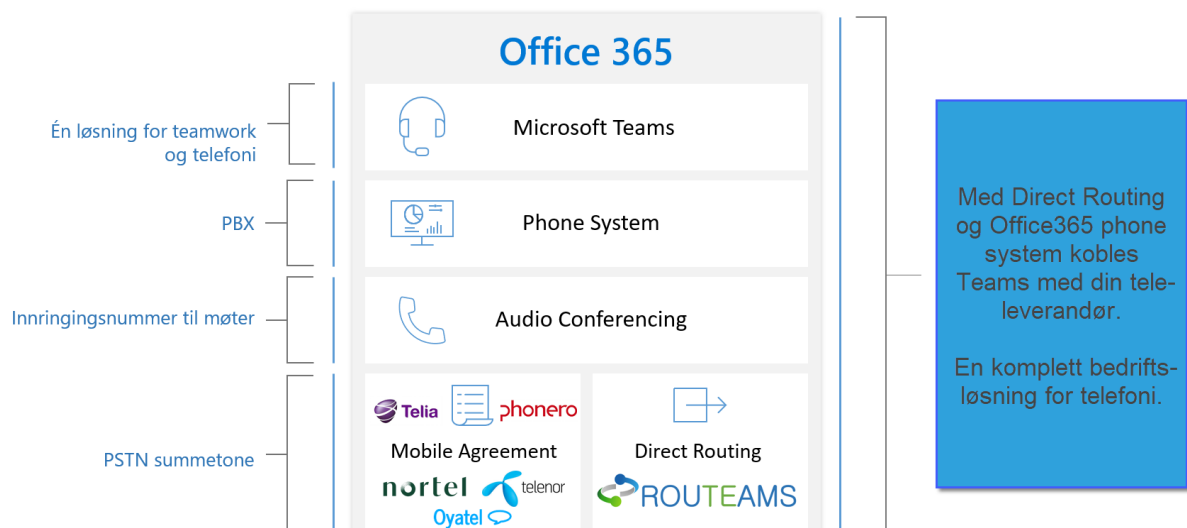 Office 365
Én løsning for teamwork
og telefoni
Microsoft Teams
PBX
Phone System
Innringingsnummer til møter
Audio Conferencing
PSTN summetone
Telia
phonero
Mobile Agreement
nortel
telenor
Oyatel
Direct Routing
ROUTEAMS
Med Direct Routing
og Office365 phone
system kobles
Teams med din tele-
leverandør.
En komplett bedrifts-
løsning for telefoni.